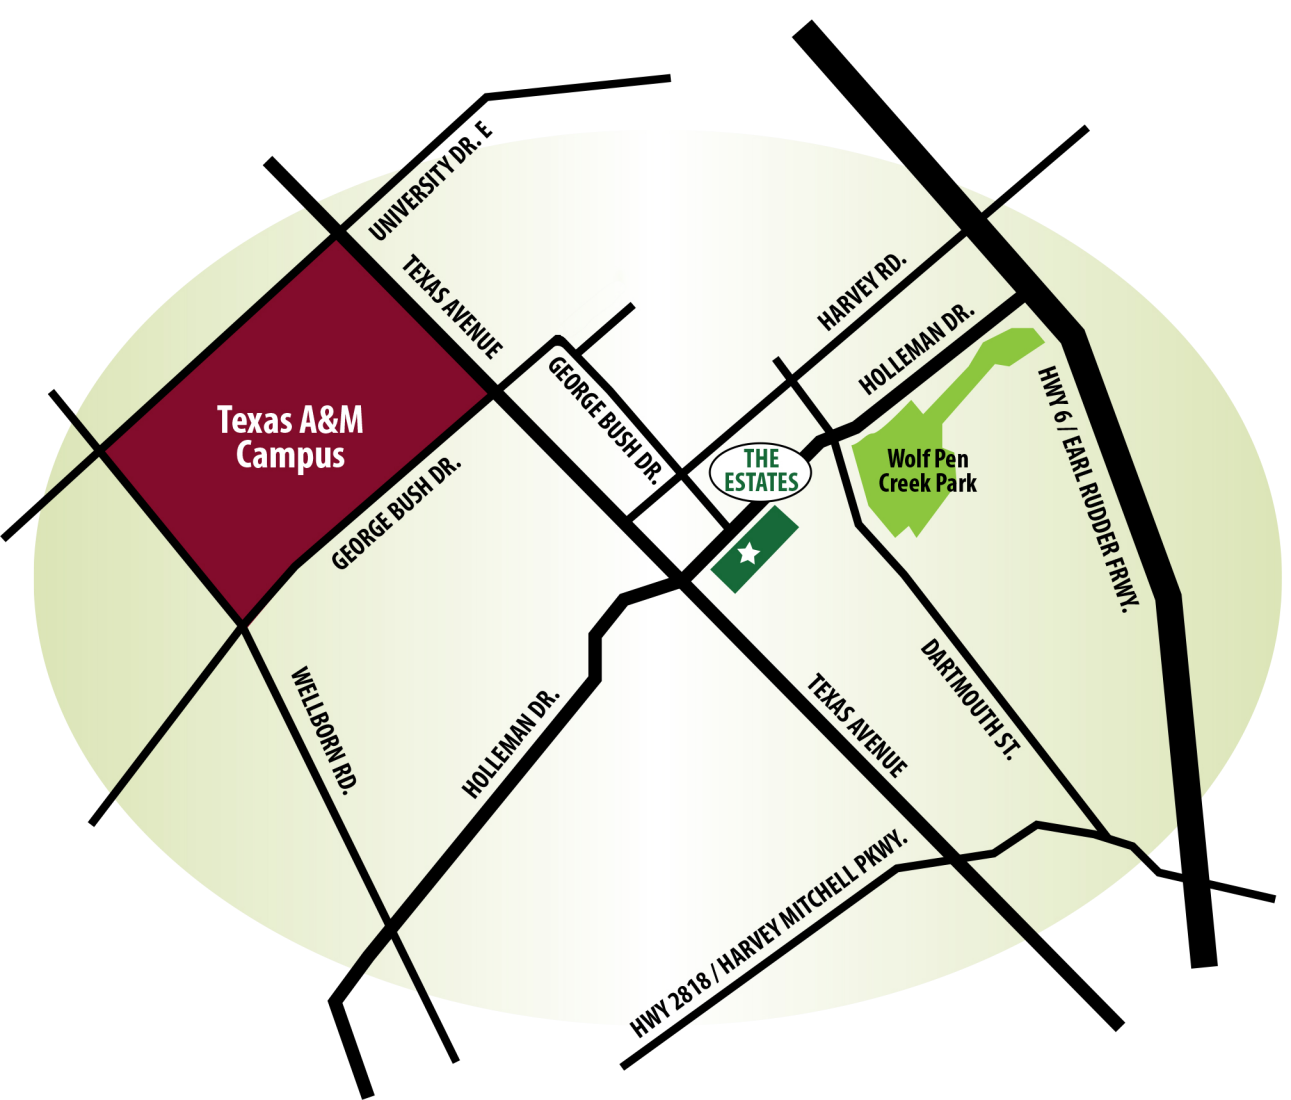 UNIVERSITY DR. E
TEXAS AVENUE
HARVEY RD.
HOLLEMAN DR.
GEORGE BUSH DR.
Texas A&M
Campus
GEORGE BUSH DR.
THE
ESTATES
Wolf Pen
Creek Park
HWY 6 / EARL RUDDER FRWY.
WELLBORN RD.
HOLLEMAN DR.
TEXAS AVENUE
DARTMOUTH ST.
HWY 2818 / HARVEY MITCHELL PKWY.